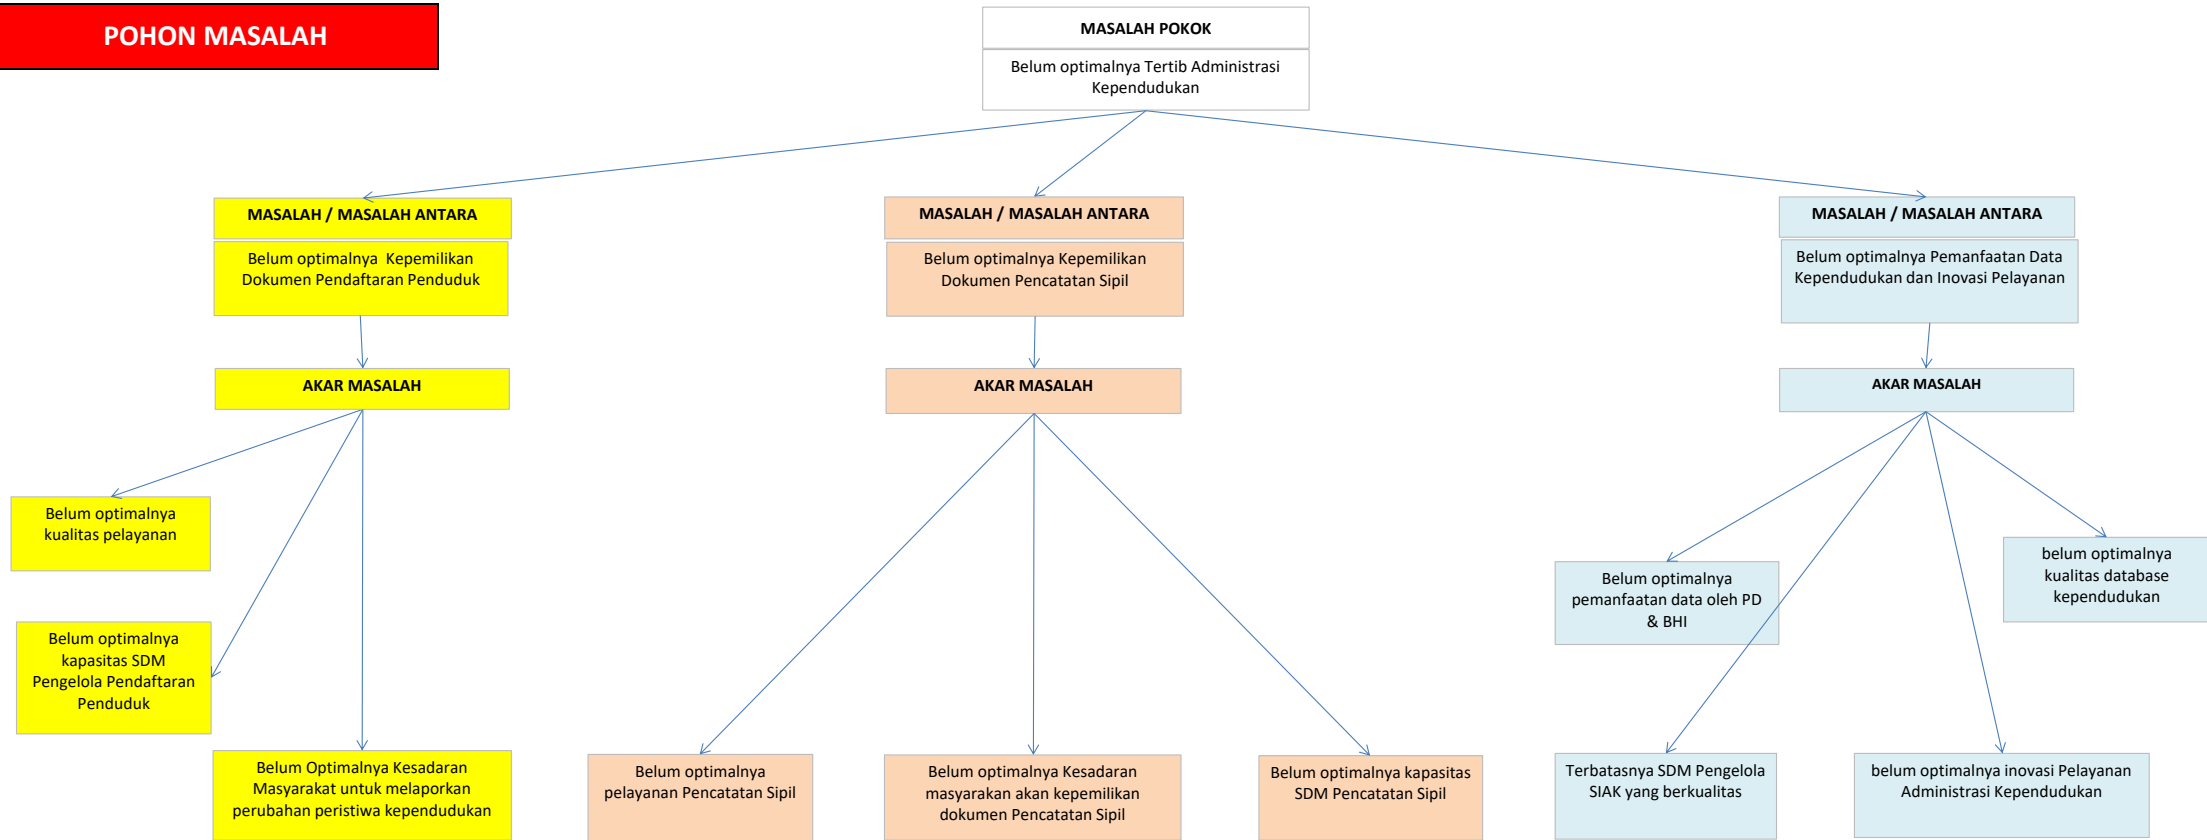 POHON MASALAH
MASALAH POKOK
Belum optimalnya Tertib Administrasi
Kependudukan
MASALAH / MASALAH ANTARA
Belum optimalnya  Kepemilikan
Dokumen Pendaftaran Penduduk
MASALAH / MASALAH ANTARA
Belum optimalnya Kepemilikan
Dokumen Pencatatan Sipil
MASALAH / MASALAH ANTARA
Belum optimalnya Pemanfaatan Data
Kependudukan dan Inovasi Pelayanan
AKAR MASALAH
AKAR MASALAH
AKAR MASALAH
Belum optimalnya
kualitas pelayanan
Belum optimalnya
kapasitas SDM
Pengelola Pendaftaran
Penduduk
Belum Optimalnya Kesadaran
Masyarakat untuk melaporkan
perubahan peristiwa kependudukan
Belum optimalnya
pelayanan Pencatatan Sipil
Belum optimalnya Kesadaran
masyarakan akan kepemilikan
dokumen Pencatatan Sipil
Belum optimalnya kapasitas
SDM Pencatatan Sipil
Belum optimalnya
pemanfaatan data oleh PD
& BHI
belum optimalnya
kualitas database
kependudukan
Terbatasnya SDM Pengelola
SIAK yang berkualitas
belum optimalnya inovasi Pelayanan
Administrasi Kependudukan